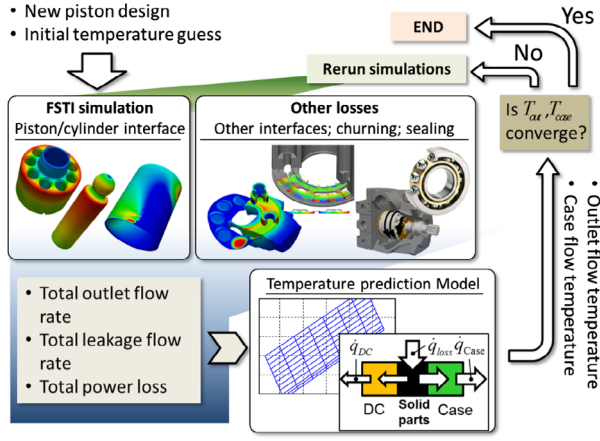 • New piston design
• Initial temperature guess
Yes
END
No
Rerun simulations
FSTI simulation
Piston/cylinder interface
Other losses
Other interfaces; churning; sealing
Is T_out, T_case
converge?
• Outlet flow temperature
• Case flow temperature
• Total outlet flow
rate
• Total leakage flow
rate
• Total power loss
Temperature prediction Model
q̇_DC
q̇_loss
q̇_Case
DC
Solid
parts
Case